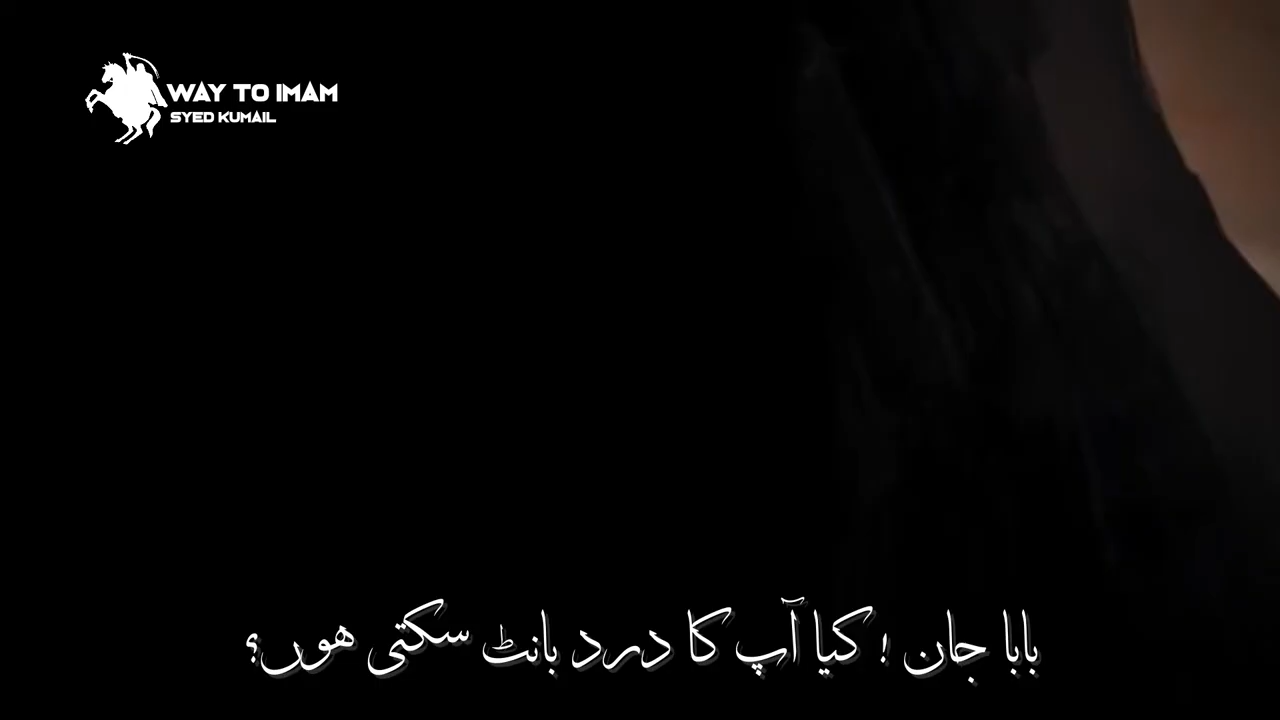 WAY TO IMAM
SYED KUMAIL
بابا جان ! کیا آپ کا درد بانٹ سکتی ہوں؟